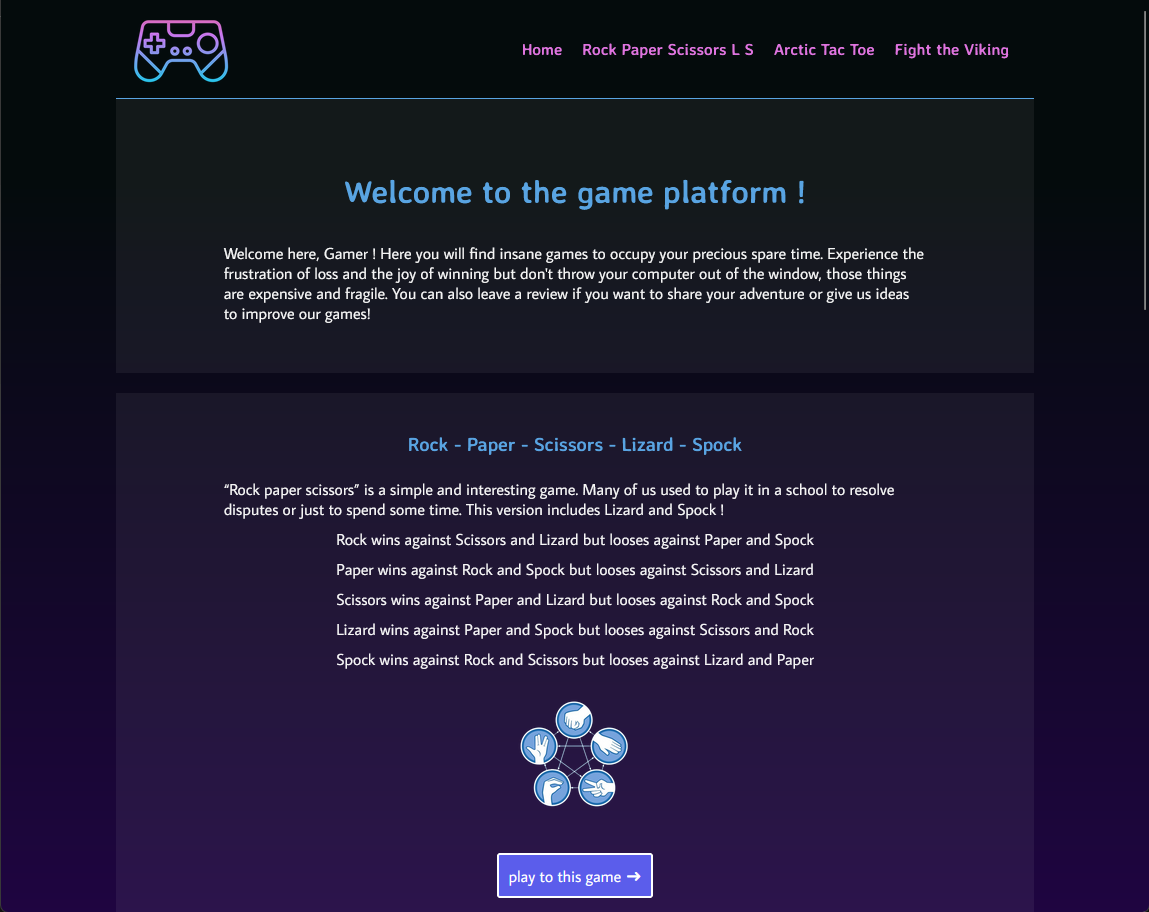 Home Rock Paper Scissors L S Arctic Tac Toe Fight the Viking
Welcome to the game platform !
Welcome here, Gamer ! Here you will find insane games to occupy your precious spare time. Experience the
frustration of loss and the joy of winning but don't throw your computer out of the window, those things
are expensive and fragile. You can also leave a review if you want to share your adventure or give us ideas
to improve our games!
Rock - Paper - Scissors - Lizard - Spock
“Rock paper scissors” is a simple and interesting game. Many of us used to play it in a school to resolve
disputes or just to spend some time. This version includes Lizard and Spock !
Rock wins against Scissors and Lizard but looses against Paper and Spock
Paper wins against Rock and Spock but looses against Scissors and Lizard
Scissors wins against Paper and Lizard but looses against Rock and Spock
Lizard wins against Paper and Spock but looses against Scissors and Rock
Spock wins against Rock and Scissors but looses against Lizard and Paper
play to this game →